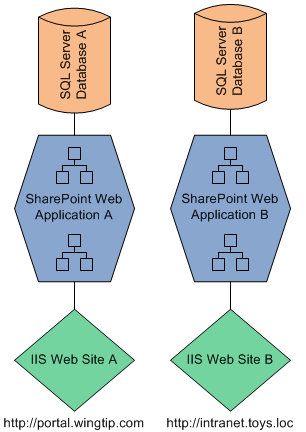 SQL Server
Database A
SQL Server
Database B
SharePoint Web
Application A
SharePoint Web
Application B
IIS Web Site A
IIS Web Site B
http://portal.wingtip.com
http://intranet.toys.loc